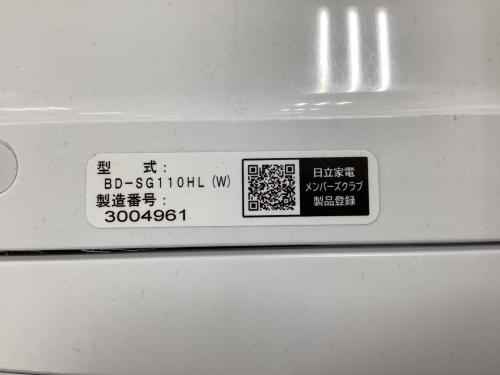 型 式:
BD-SG110HL(W)
製造番号:
3004961
日立家電
メンバーズクラブ
製品登録